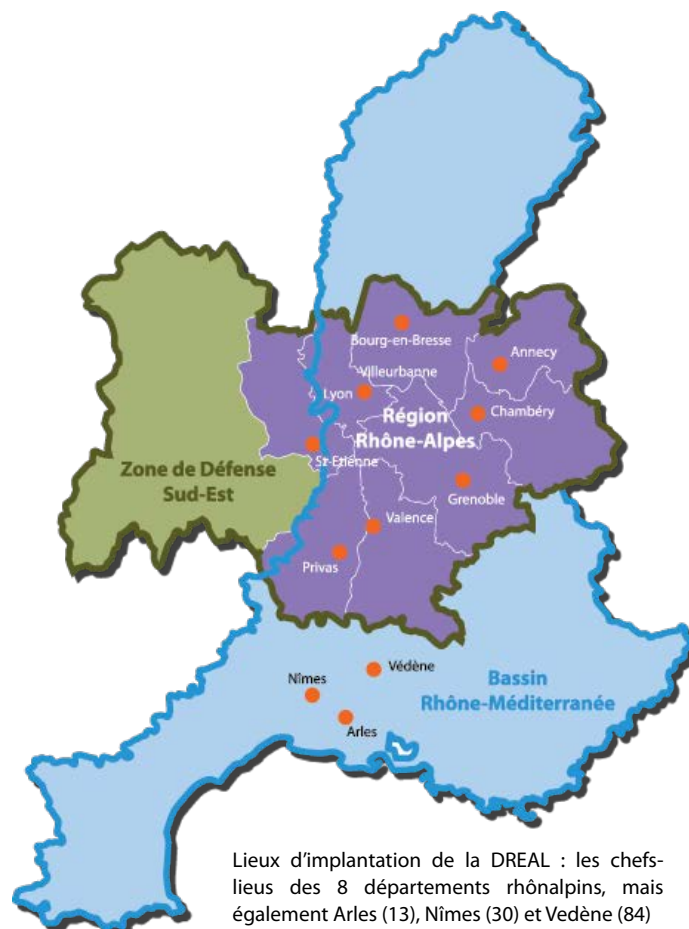 Bourg-en-Bresse
Annecy
Villeurbanne
Lyon
Chambéry
Région
Rhône-Alpes
Zone de Défense
Sud-Est
St-Etienne
Grenoble
Valence
Privas
Védène
Nîmes
Bassin
Rhône-Méditerranée
Arles
Lieux d'implantation de la DREAL : les chefs-
lieus des 8 départements rhônalpins, mais
également Arles (13), Nîmes (30) et Vedène (84)